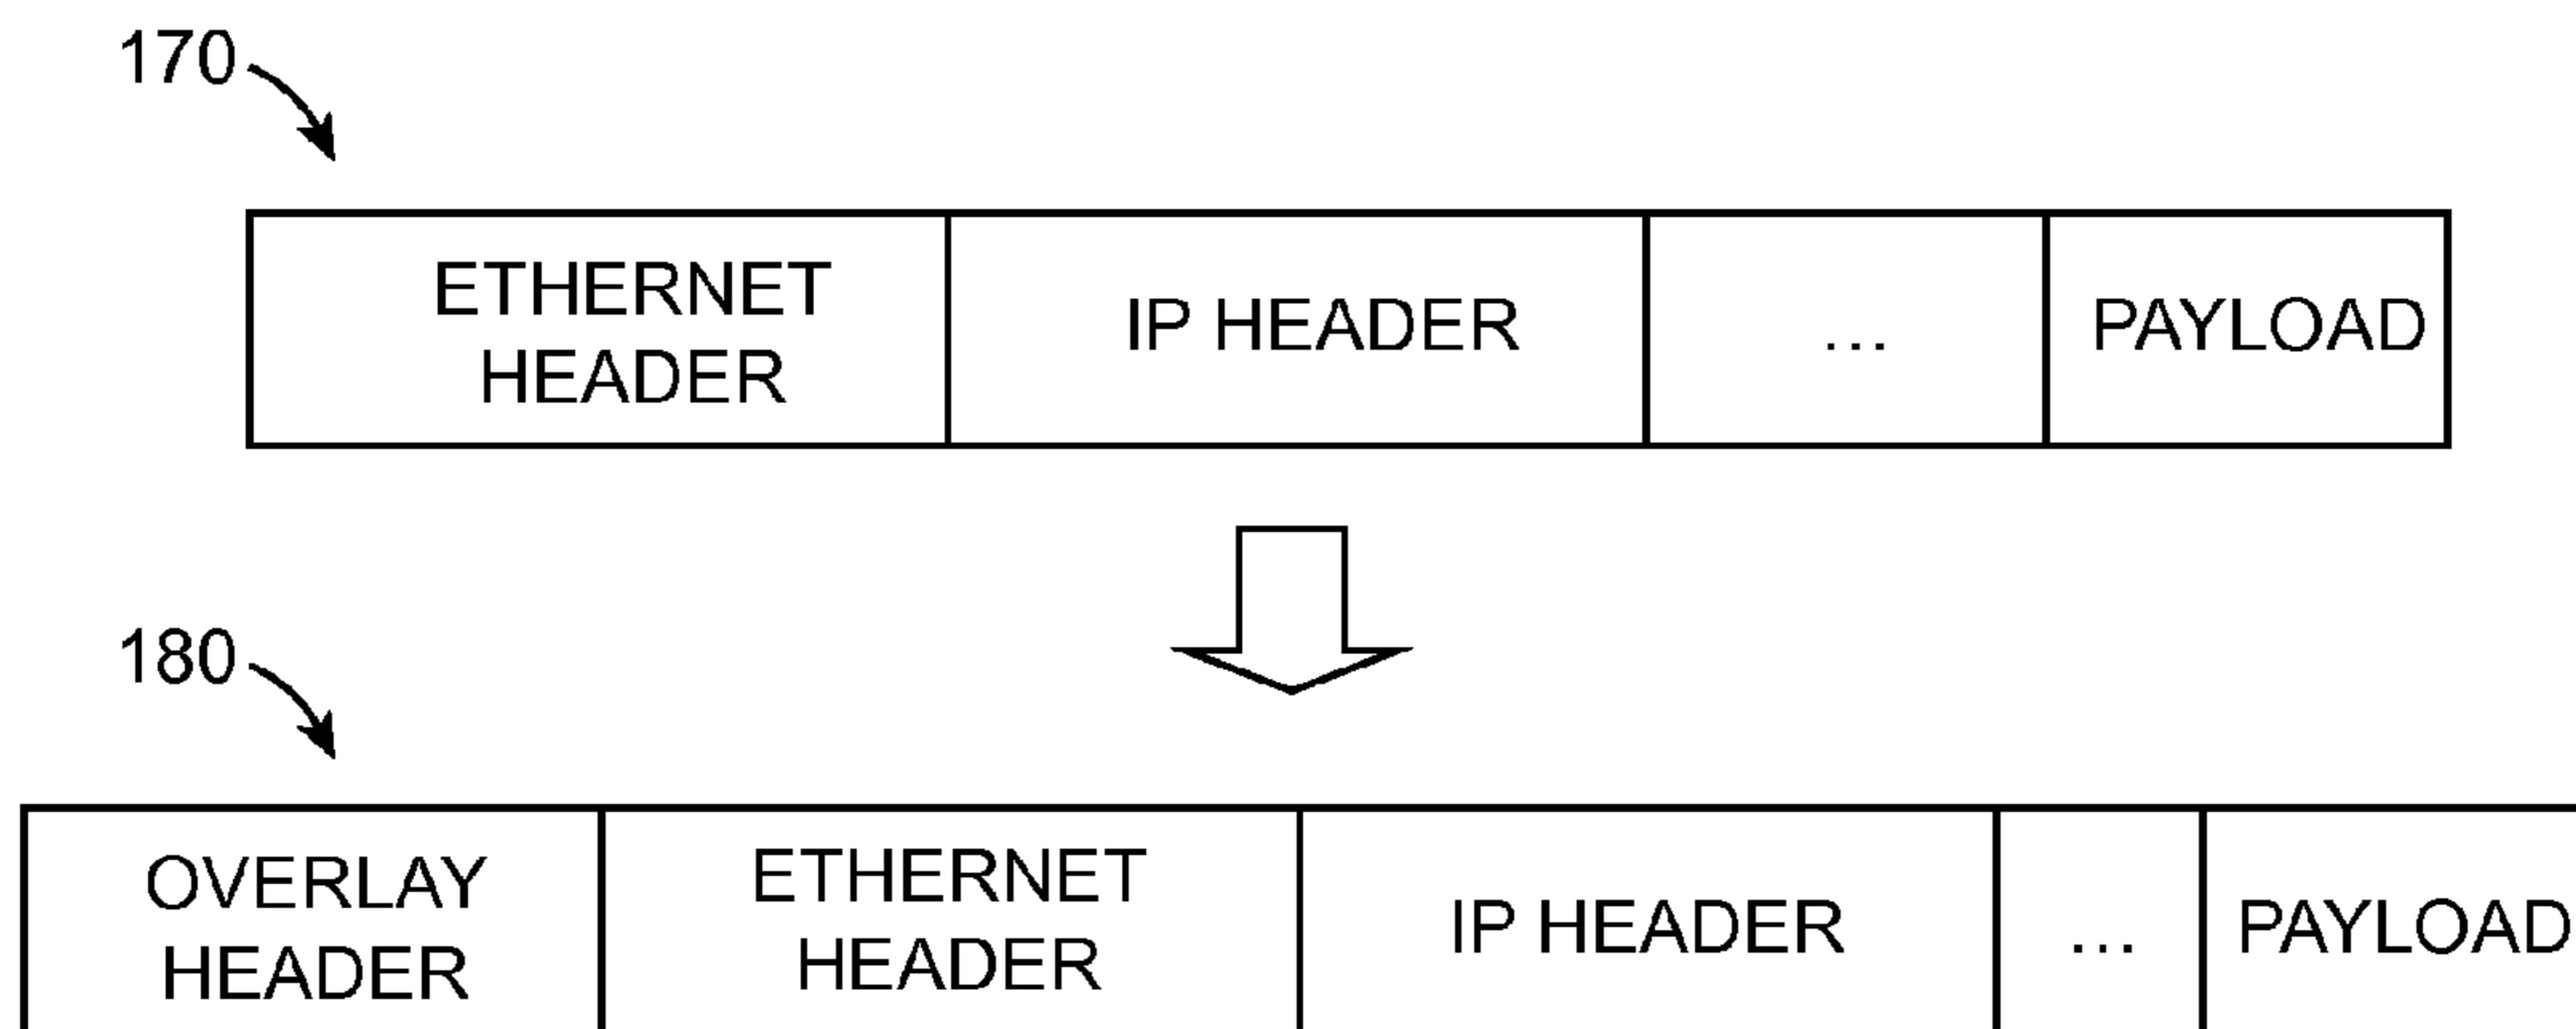 170
ETHERNET
HEADER
IP HEADER
...
PAYLOAD
180
OVERLAY
HEADER
ETHERNET
HEADER
IP HEADER
...
PAYLOAD